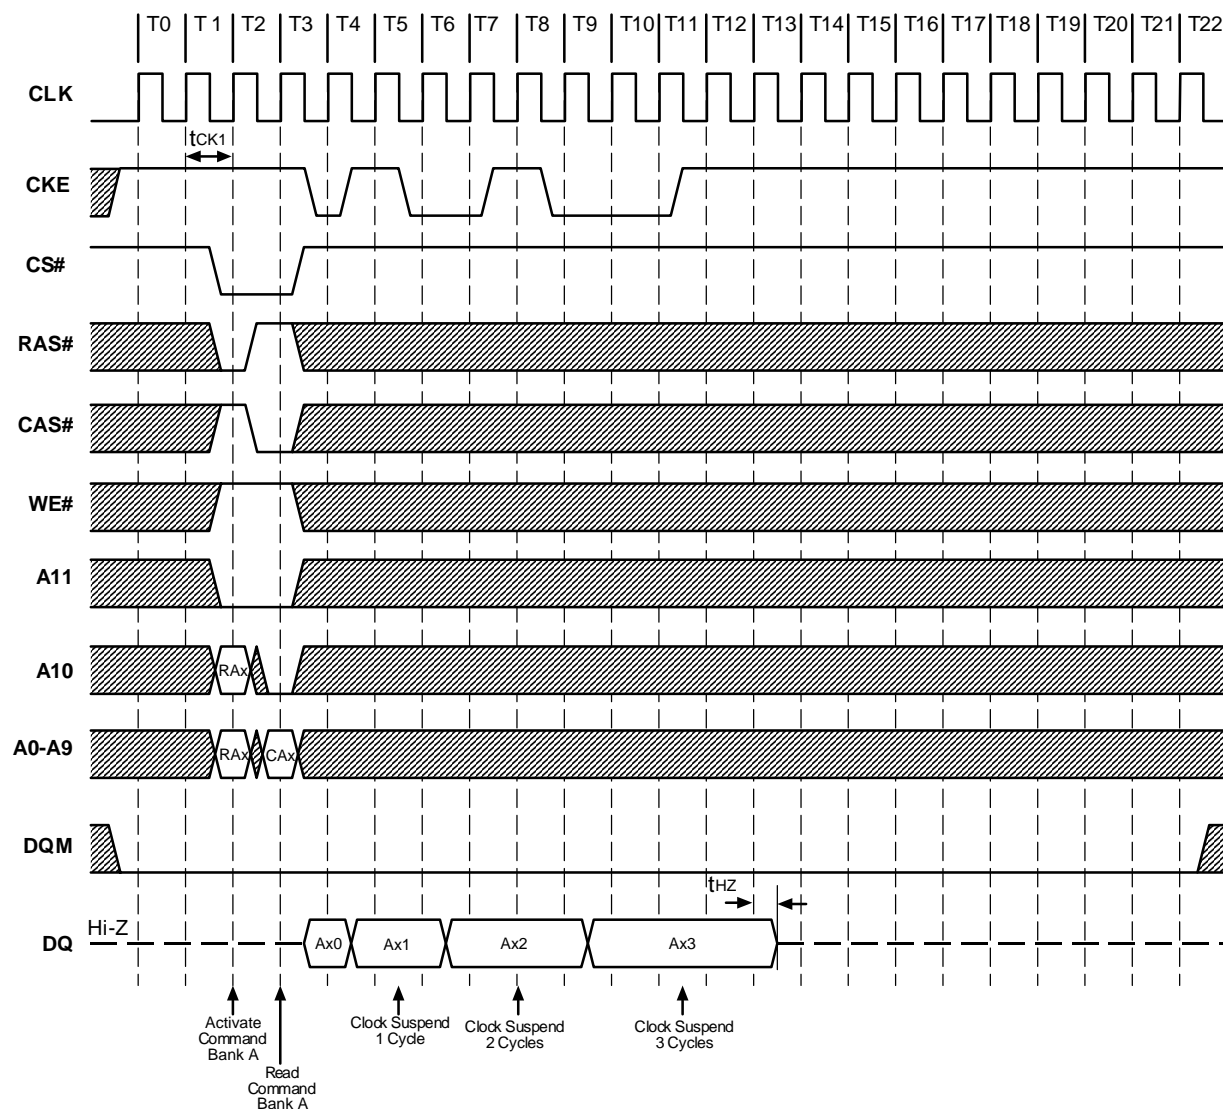 T0 T1 T2 T3 T4 T5 T6 T7 T8 T9 T10 T11 T12 T13 T14 T15 T16 T17 T18 T19 T20 T21 T22
CLK
tCK1
CKE
CS#
RAS#
CAS#
WE#
A11
A10 RAx
A0-A9 RAx CAx
DQM
tHZ
Hi-Z
DQ Ax0 Ax1 Ax2 Ax3
Activate
Command
Bank A
Read
Command
Bank A
Clock Suspend
1 Cycle
Clock Suspend
2 Cycles
Clock Suspend
3 Cycles